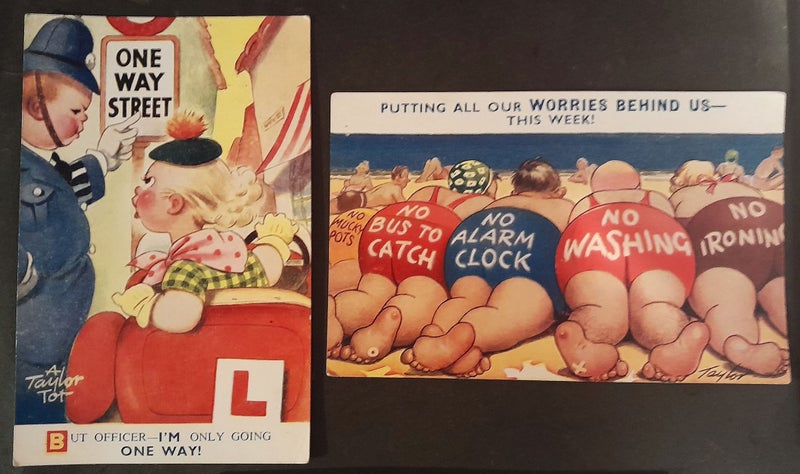 ONE
WAY
STREET
L
A
Taylor
Tot
BUT OFFICER—I'M ONLY GOING
ONE WAY!
PUTTING ALL OUR WORRIES BEHIND US—
THIS WEEK!
NO
MUCKY
POTS
NO
BUS TO
CATCH
NO
ALARM
CLOCK
NO
WASHING
NO
IRONING
Taylor